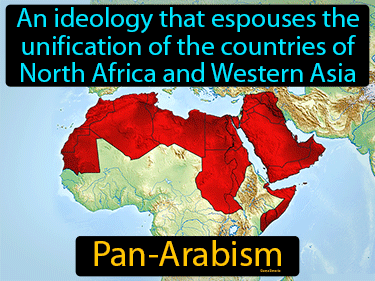 An ideology that espouses the
unification of the countries of
North Africa and Western Asia
Pan-Arabism